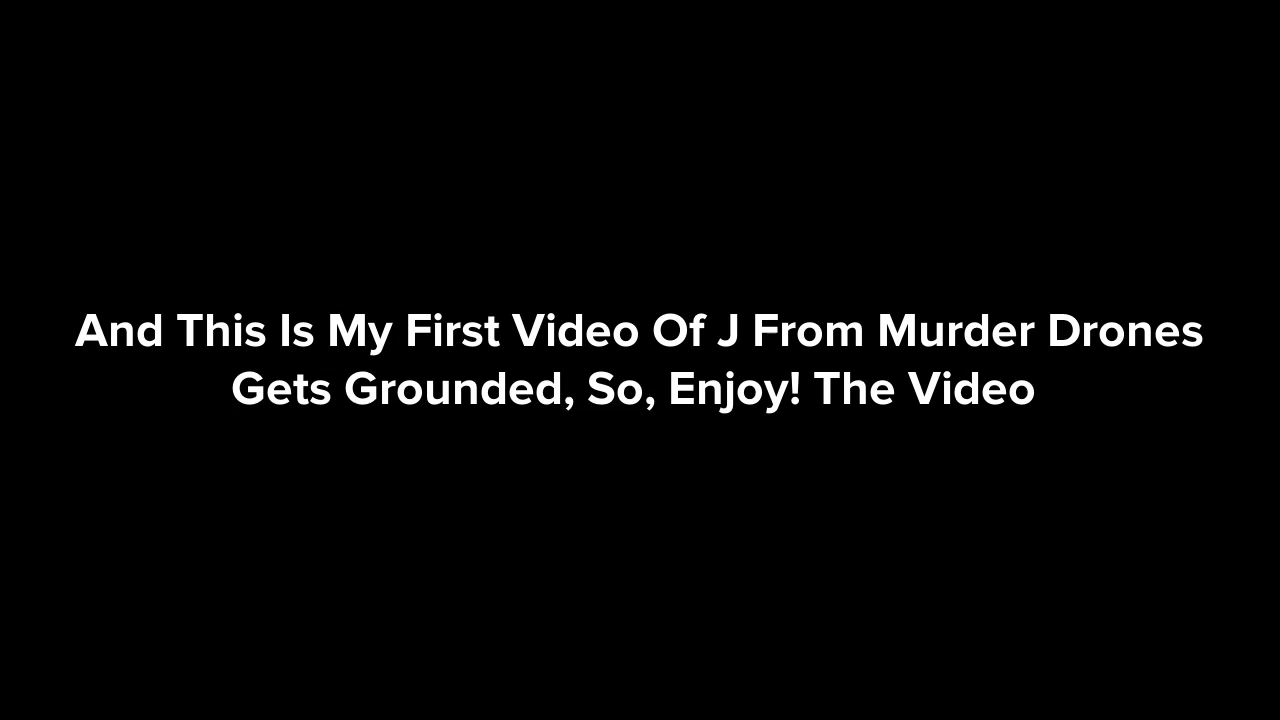 And This Is My First Video Of J From Murder Drones
Gets Grounded, So, Enjoy! The Video